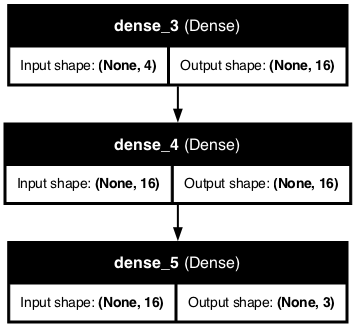 dense_3 (Dense)
Input shape: (None, 4) Output shape: (None, 16)
dense_4 (Dense)
Input shape: (None, 16) Output shape: (None, 16)
dense_5 (Dense)
Input shape: (None, 16) Output shape: (None, 3)